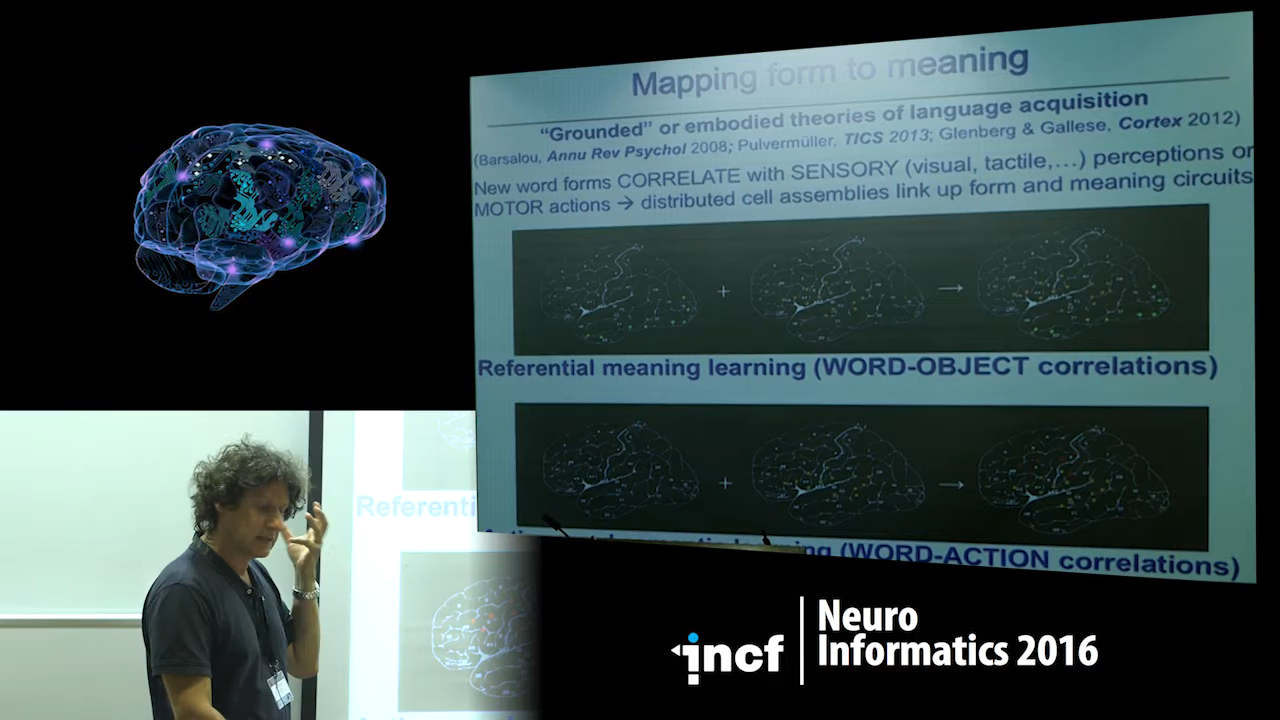 Mapping form to meaning
“Grounded” or embodied theories of language acquisition
(Barsalou, Annu Rev Psychol 2008; Pulvermüller, TICS 2013; Glenberg & Gallese, Cortex 2012)
New word forms CORRELATE with SENSORY (visual, tactile,…) perceptions or
MOTOR actions → distributed cell assemblies link up form and meaning circuits
+ →
Referential meaning learning (WORD-OBJECT correlations)
+ →
(WORD-ACTION correlations)
Referenti
incf
Neuro
Informatics 2016